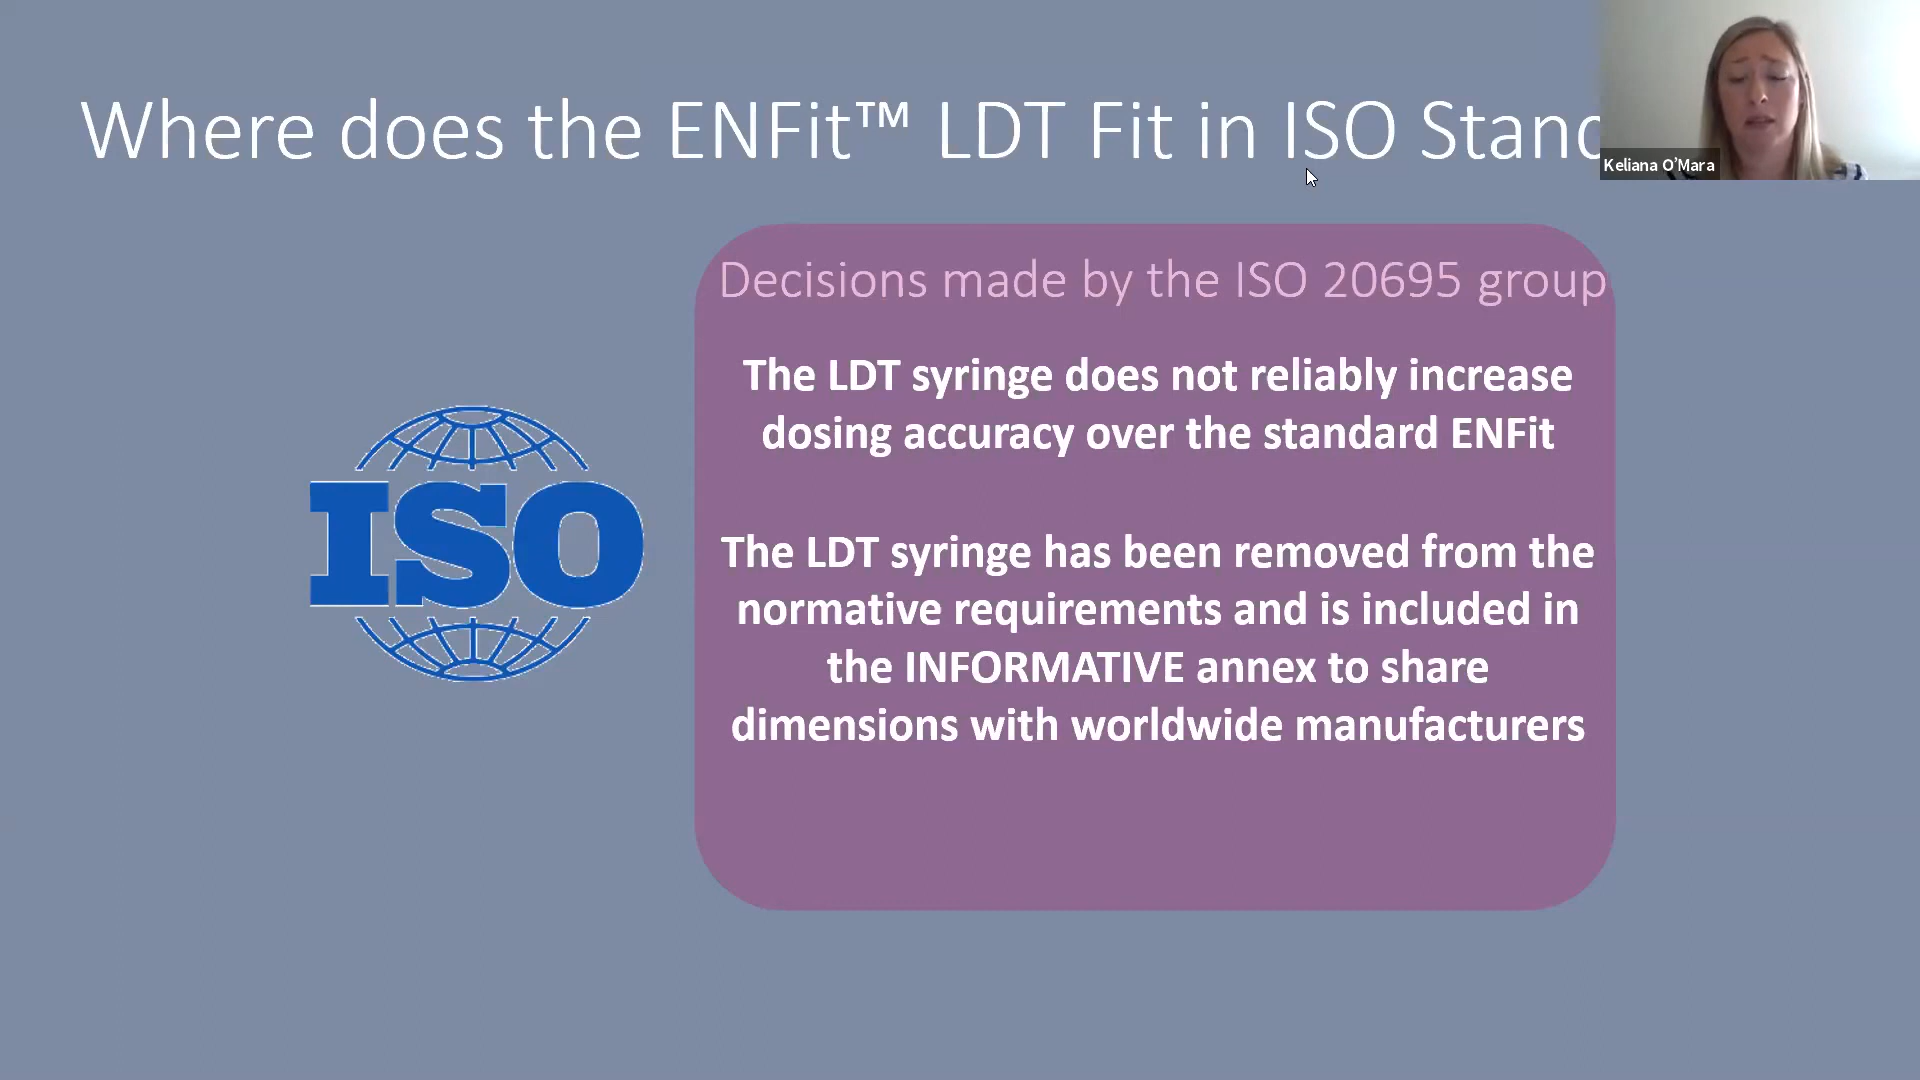 Where does the ENFit™ LDT Fit in ISO Stand
Keliana O'Mara
Decisions made by the ISO 20695 group
The LDT syringe does not reliably increase
dosing accuracy over the standard ENFit
ISO
The LDT syringe has been removed from the
normative requirements and is included in
the INFORMATIVE annex to share
dimensions with worldwide manufacturers